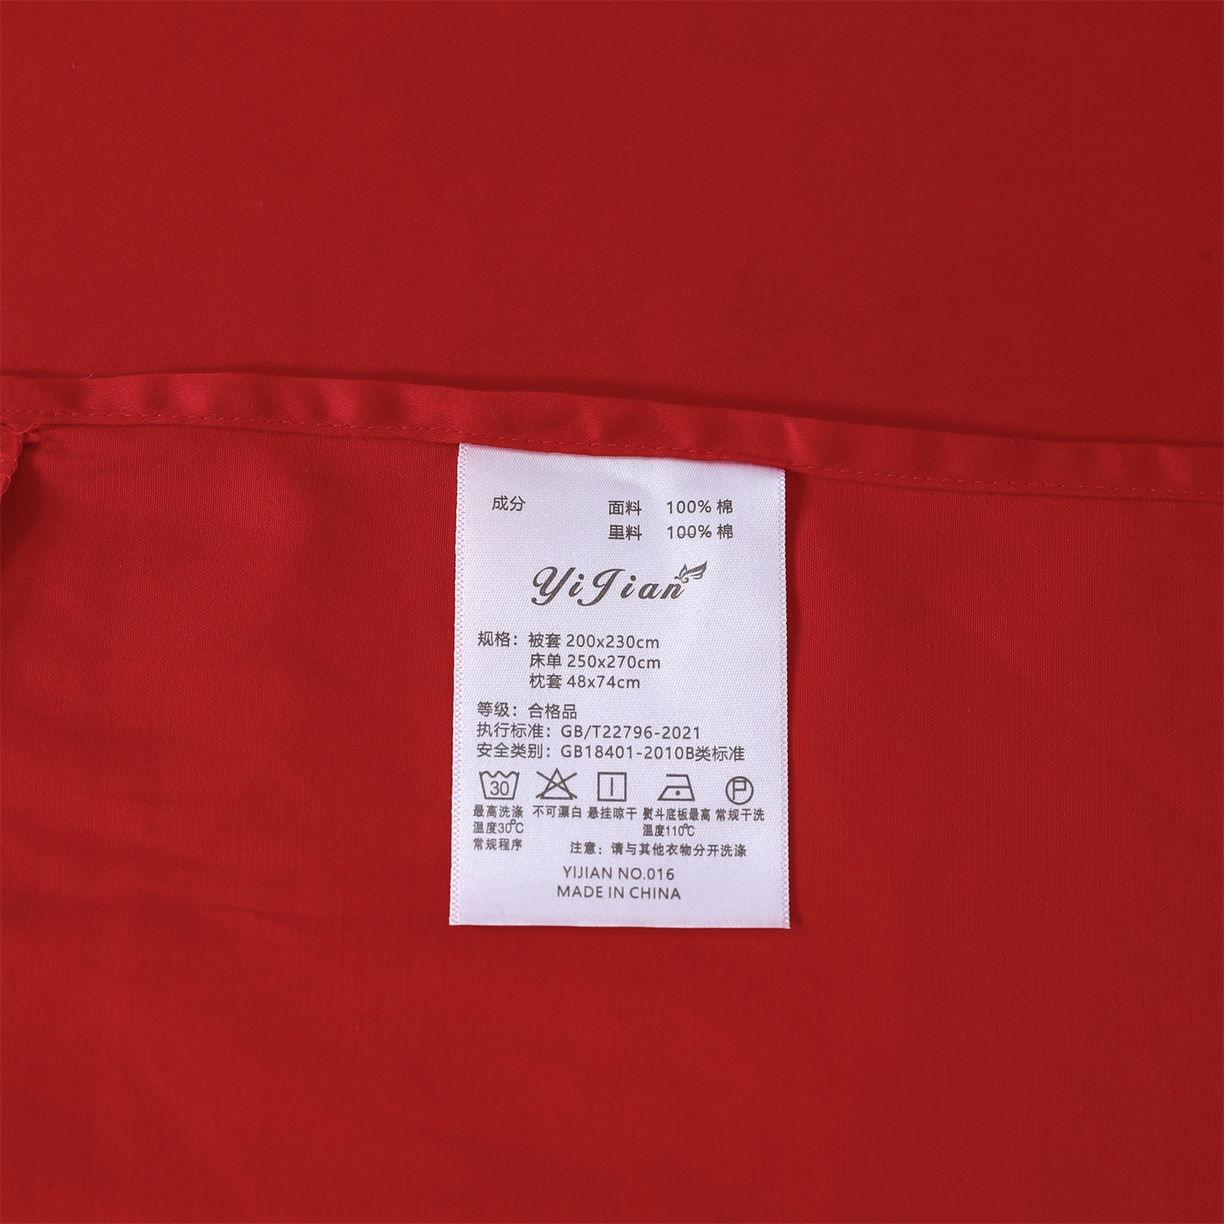 成分 面料 100% 棉
里料 100% 棉
YiJian
规格：被套 200x230cm
床单 250x270cm
枕套 48x74cm
等级：合格品
执行标准：GB/T22796-2021
安全类别：GB18401-2010B类标准
30
最高洗涤温度30℃常规程序
不可漂白
悬挂晾干
熨斗底板最高温度110℃
P
常规干洗
注意：请与其他衣物分开洗涤
YIJIAN NO.016
MADE IN CHINA